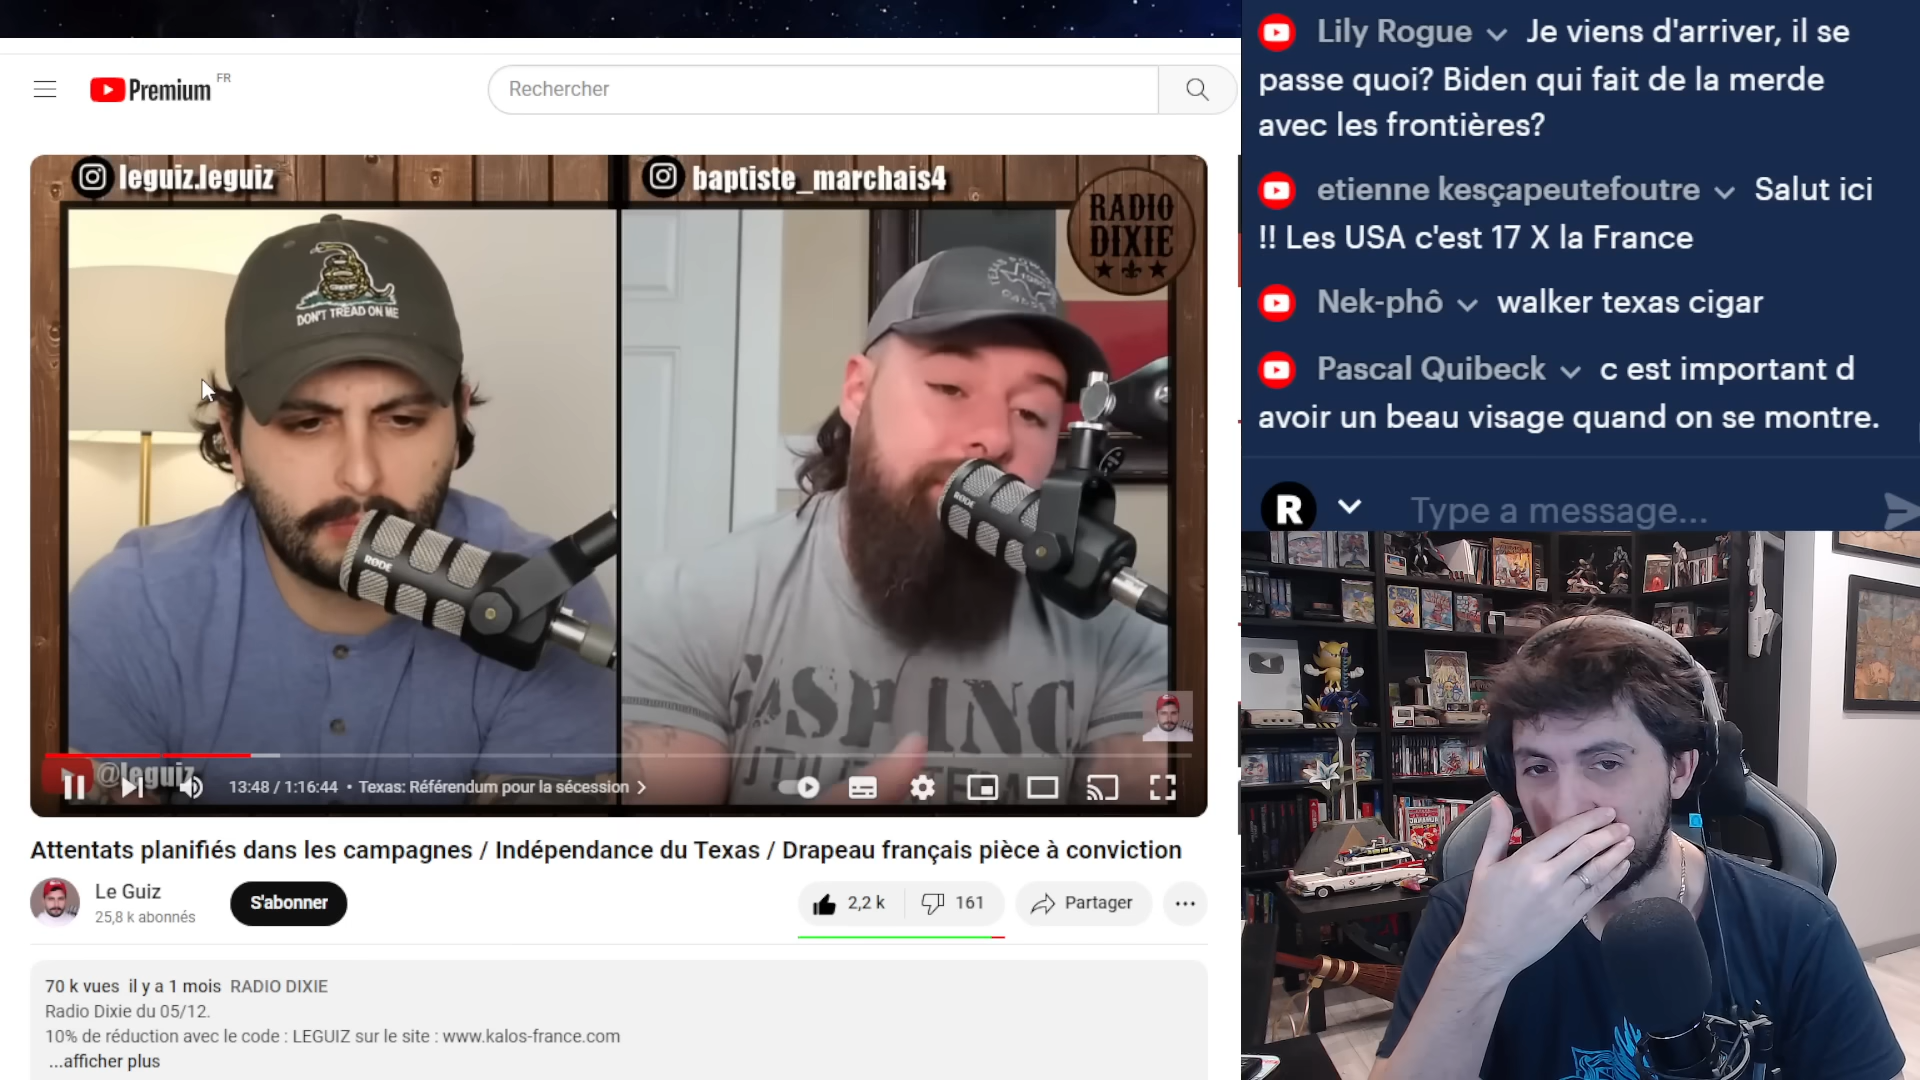 Premium FR
Rechercher
leguiz.leguiz
baptiste_marchais4
RADIO
DIXIE
DON'T TREAD ON ME
RØDE
RØDE
@leguiz
13:48 / 1:16:44 • Texas: Référendum pour la sécession
Attentats planifiés dans les campagnes / Indépendance du Texas / Drapeau français pièce à conviction
Le Guiz
25,8 k abonnés
S'abonner
2,2 k
161
Partager
70 k vues il y a 1 mois RADIO DIXIE
Radio Dixie du 05/12.
10% de réduction avec le code : LEGUIZ sur le site : www.kalos-france.com
...afficher plus
Lily Rogue Je viens d'arriver, il se
passe quoi? Biden qui fait de la merde
avec les frontières?
etienne kesçapeutefoutre Salut ici
!! Les USA c'est 17 X la France
Nek-phô walker texas cigar
Pascal Quibeck c est important d
avoir un beau visage quand on se montre.
R
Type a message...